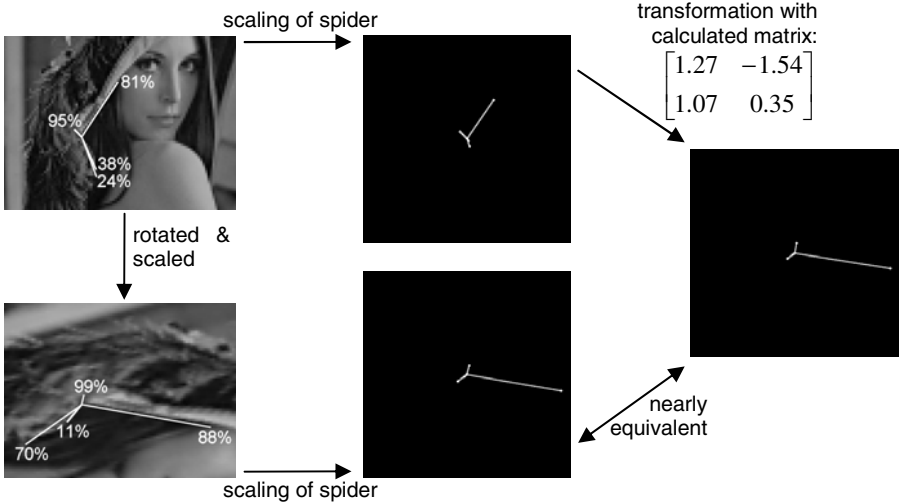 scaling of spider
transformation with
calculated matrix:
1.27 −1.54
1.07 0.35
81%
95%
38%
24%
rotated &
scaled
99%
11%
88%
70%
nearly
equivalent
scaling of spider